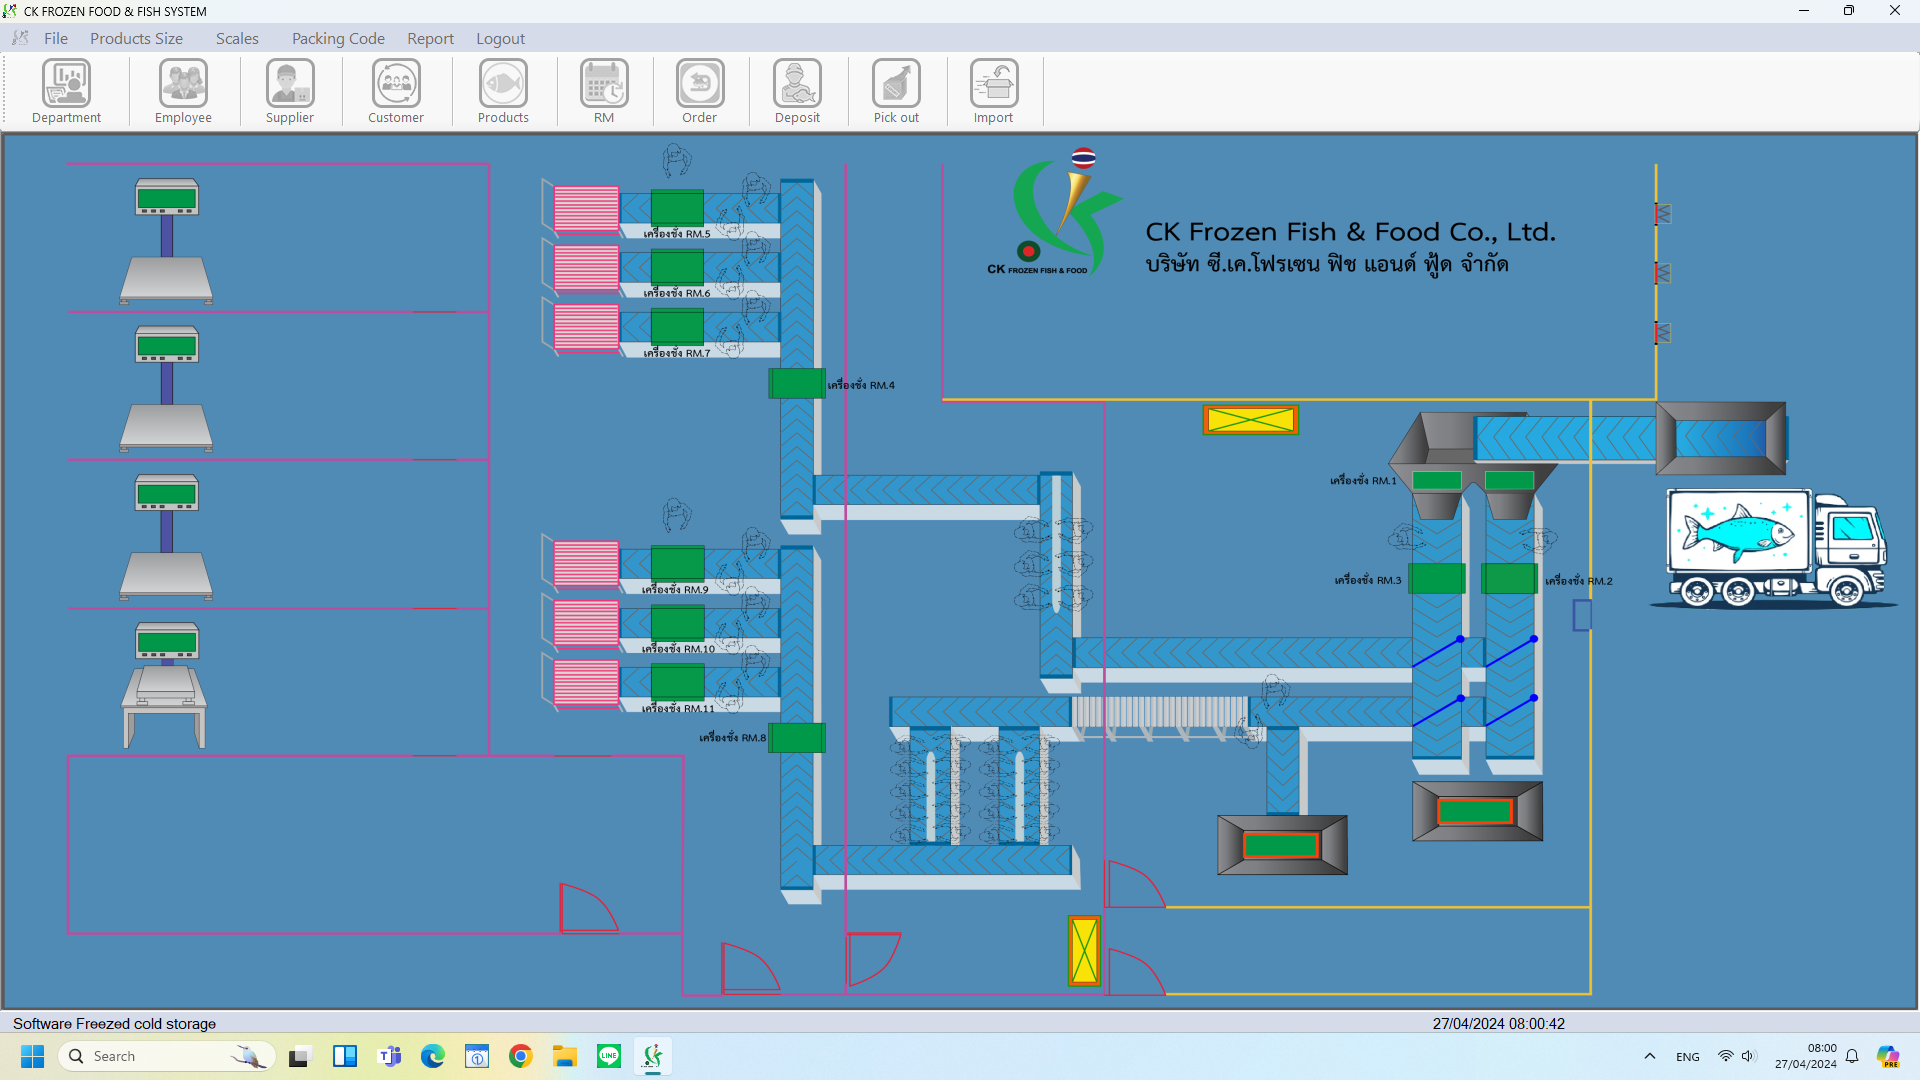 CK FROZEN FOOD & FISH SYSTEM
File Products Size Scales Packing Code Report Logout
Department Employee Supplier Customer Products RM Order Deposit Pick out Import
CK FROZEN FISH & FOOD
CK Frozen Fish & Food Co., Ltd.
บริษัท ซี.เค.โฟรเซน ฟิช แอนด์ ฟู้ด จำกัด
เครื่องชั่ง RM.5
เครื่องชั่ง RM.6
เครื่องชั่ง RM.7
เครื่องชั่ง RM.4
เครื่องชั่ง RM.1
เครื่องชั่ง RM.3
เครื่องชั่ง RM.2
เครื่องชั่ง RM.9
เครื่องชั่ง RM.10
เครื่องชั่ง RM.11
เครื่องชั่ง RM.8
Software Freezed cold storage
27/04/2024 08:00:42
Search
ENG
08:00
27/04/2024